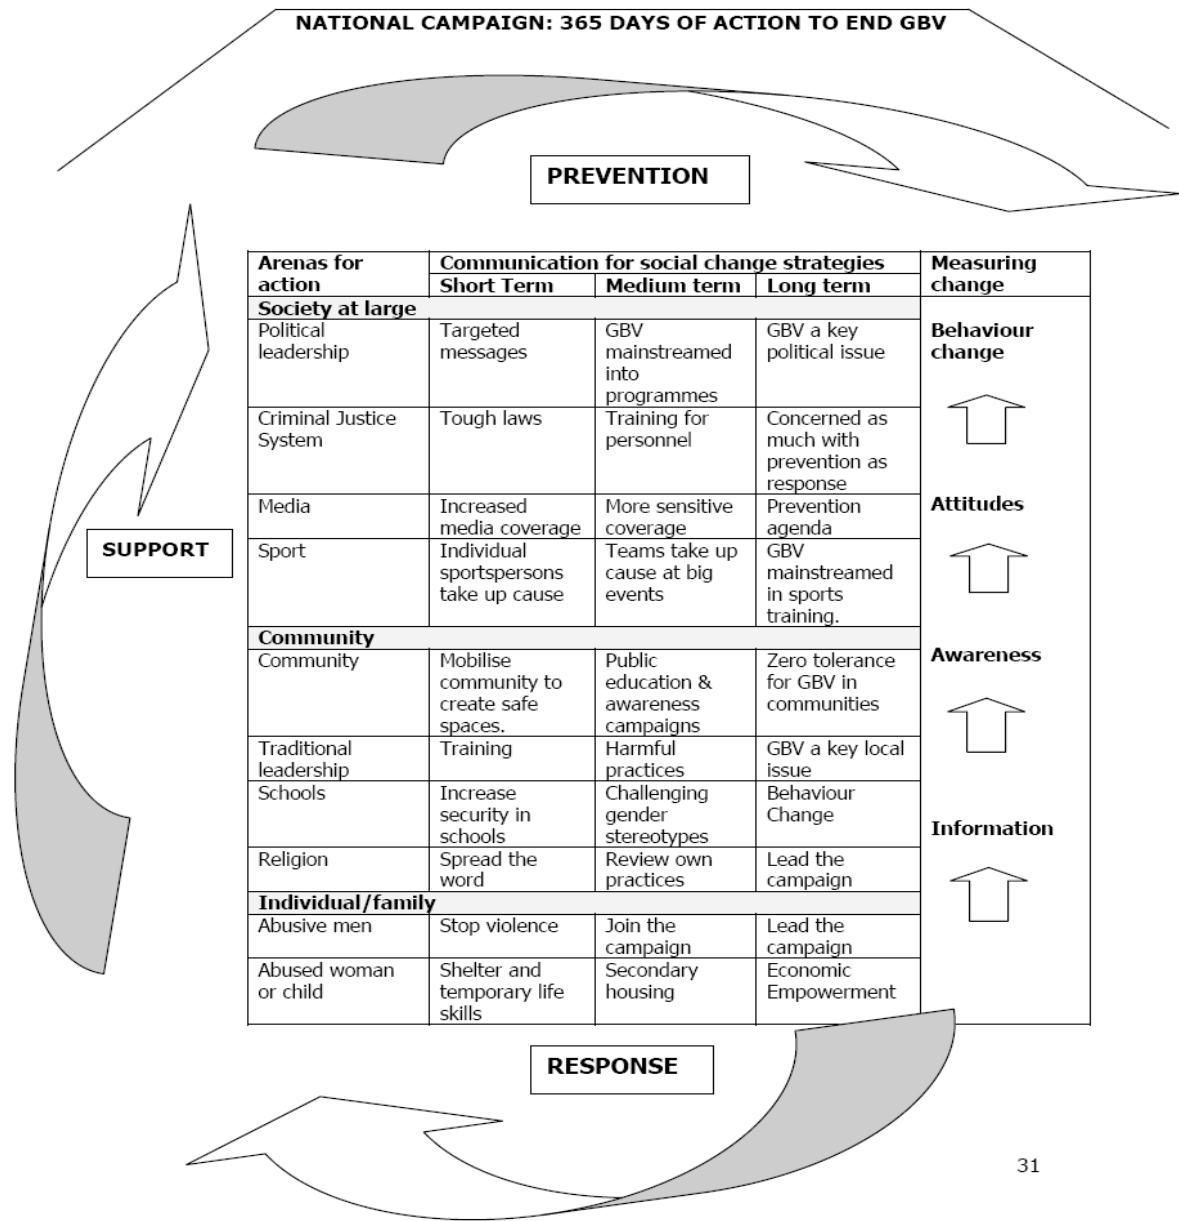 NATIONAL CAMPAIGN: 365 DAYS OF ACTION TO END GBV
PREVENTION
Arenas for
action
Communication for social change strategies
Short Term
Medium term
Long term
Measuring
change
Society at large
Political
leadership
Targeted
messages
GBV
mainstreamed
into
programmes
GBV a key
political issue
Behaviour
change
Criminal Justice
System
Tough laws
Training for
personnel
Concerned as
much with
prevention as
response
Media
Increased
media coverage
More sensitive
coverage
Prevention
agenda
Attitudes
SUPPORT
Sport
Individual
sportspersons
take up cause
Teams take up
cause at big
events
GBV
mainstreamed
in sports
training.
Community
Community
Mobilise
community to
create safe
spaces.
Public
education &
awareness
campaigns
Zero tolerance
for GBV in
communities
Awareness
Traditional
leadership
Training
Harmful
practices
GBV a key local
issue
Schools
Increase
security in
schools
Challenging
gender
stereotypes
Behaviour
Change
Information
Religion
Spread the
word
Review own
practices
Lead the
campaign
Individual/family
Abusive men
Stop violence
Join the
campaign
Lead the
campaign
Abused woman
or child
Shelter and
temporary life
skills
Secondary
housing
Economic
Empowerment
RESPONSE
31